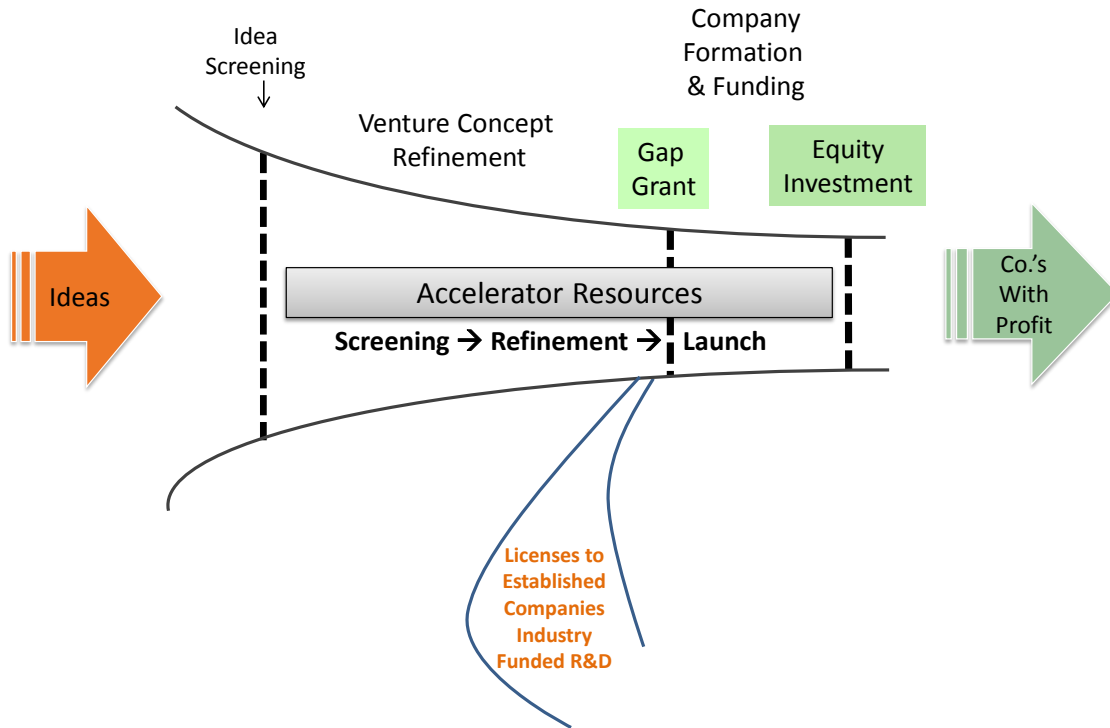 Idea
Screening
Company
Formation
& Funding
Venture Concept
Refinement
Gap
Grant
Equity
Investment
Ideas
Accelerator Resources
Screening → Refinement → Launch
Co.'s
With
Profit
Licenses to
Established
Companies
Industry
Funded R&D